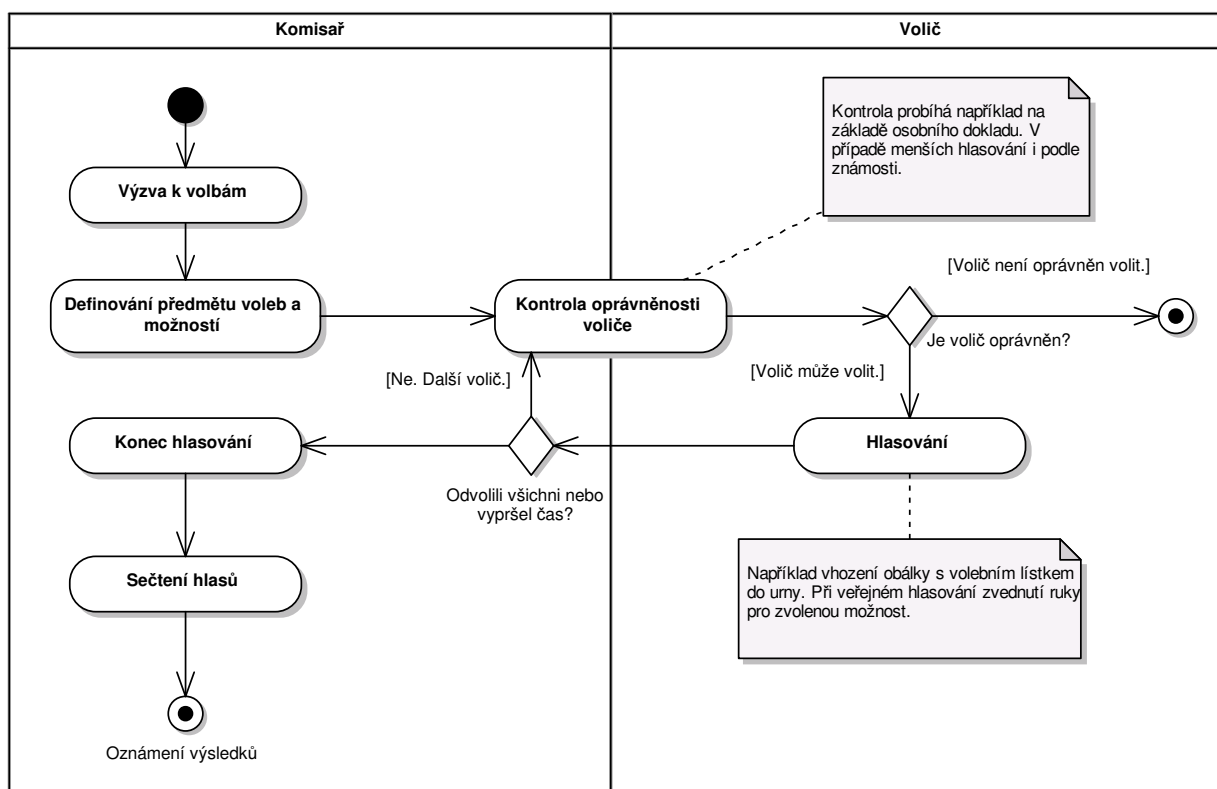 Komisař
Volič
Kontrola probíhá například na
základě osobního dokladu. V
případě menších hlasování i podle
známosti.
Výzva k volbám
[Volič není oprávněn volit.]
Definování předmětu voleb a
možností
Kontrola oprávněnosti
voliče
Je volič oprávněn?
[Ne. Další volič.]
[Volič může volit.]
Konec hlasování
Hlasování
Odvolili všichni nebo
vypršel čas?
Sečtení hlasů
Například vhození obálky s volebním lístkem
do urny. Při veřejném hlasování zvednutí ruky
pro zvolenou možnost.
Oznámení výsledků